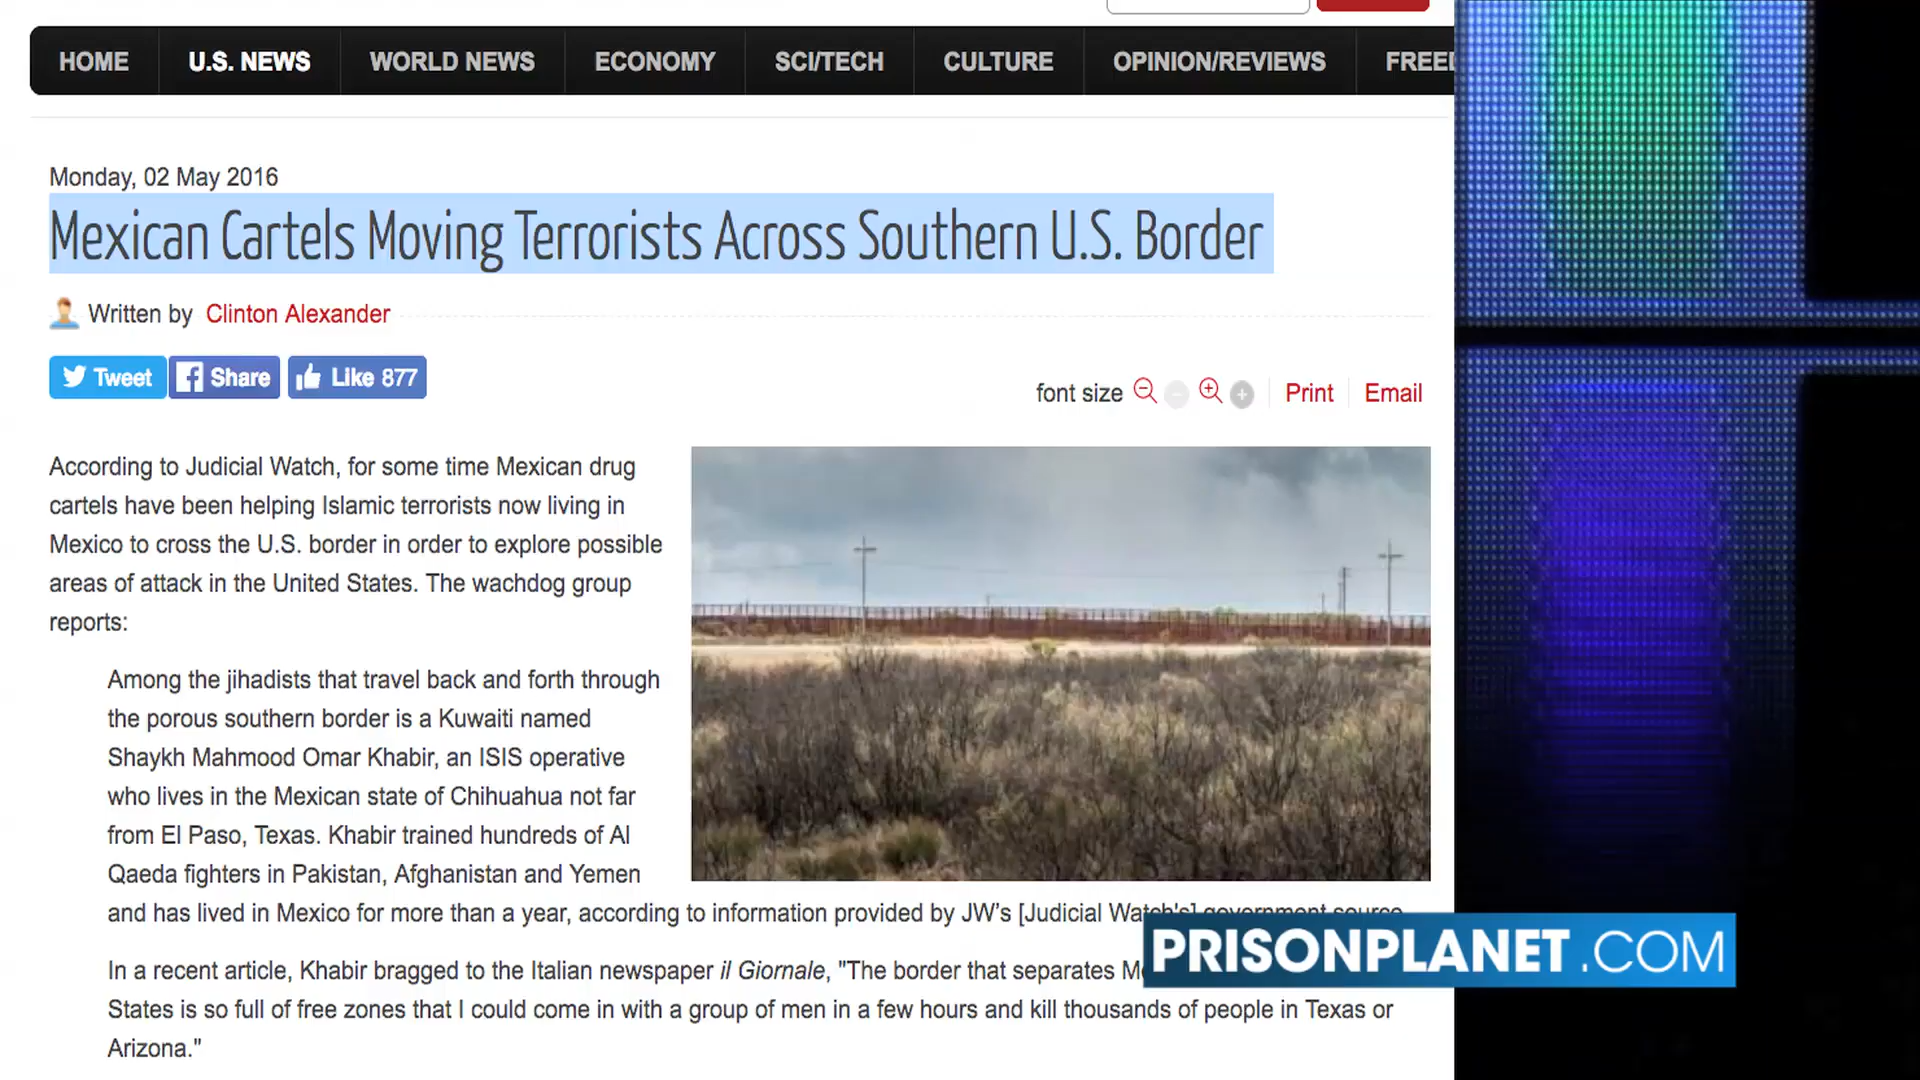 HOME U.S. NEWS WORLD NEWS ECONOMY SCI/TECH CULTURE OPINION/REVIEWS
Monday, 02 May 2016
Mexican Cartels Moving Terrorists Across Southern U.S. Border
Written by Clinton Alexander
Tweet Share Like 877
font size Print Email
According to Judicial Watch, for some time Mexican drug
cartels have been helping Islamic terrorists now living in
Mexico to cross the U.S. border in order to explore possible
areas of attack in the United States. The wachdog group
reports:
Among the jihadists that travel back and forth through
the porous southern border is a Kuwaiti named
Shaykh Mahmood Omar Khabir, an ISIS operative
who lives in the Mexican state of Chihuahua not far
from El Paso, Texas. Khabir trained hundreds of Al
Qaeda fighters in Pakistan, Afghanistan and Yemen
and has lived in Mexico for more than a year, according to information provided by JW's [Judicial Watch's] government source.
In a recent article, Khabir bragged to the Italian newspaper il Giornale, "The border that separates
States is so full of free zones that I could come in with a group of men in a few hours and kill thousands of people in Texas or
Arizona."
PRISONPLANET.COM